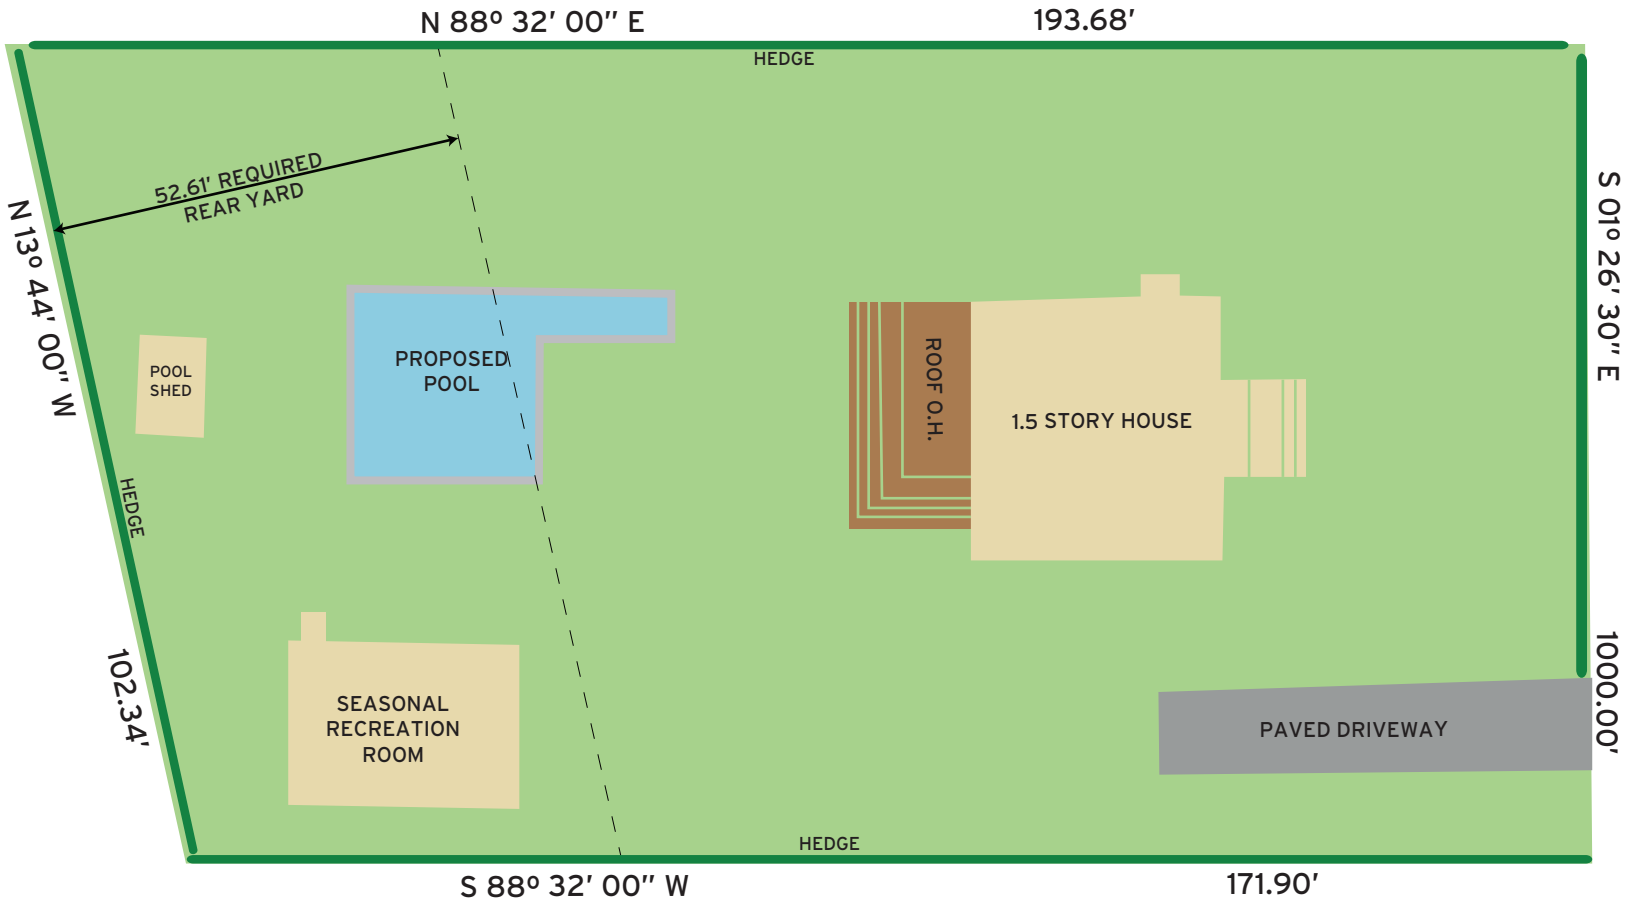 N 88º 32' 00" E
193.68'
HEDGE
52.61' REQUIRED
REAR YARD
N 13º 44' 00" W
S 01º 26' 30" E
POOL
SHED
PROPOSED
POOL
ROOF O.H.
1.5 STORY HOUSE
HEDGE
102.34'
SEASONAL
RECREATION
ROOM
1000.00'
PAVED DRIVEWAY
HEDGE
S 88º 32' 00" W
171.90'